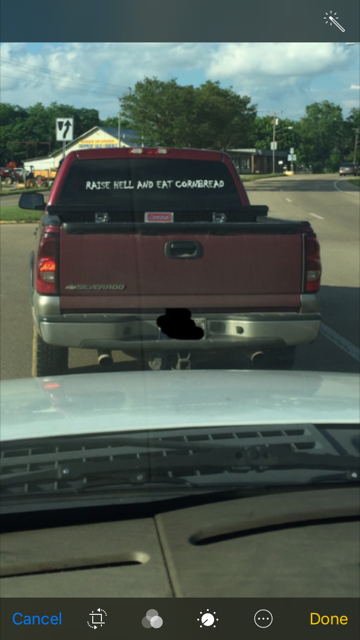 RAISE HELL AND EAT CORNBREAD
SILVERADO
Cancel
Done